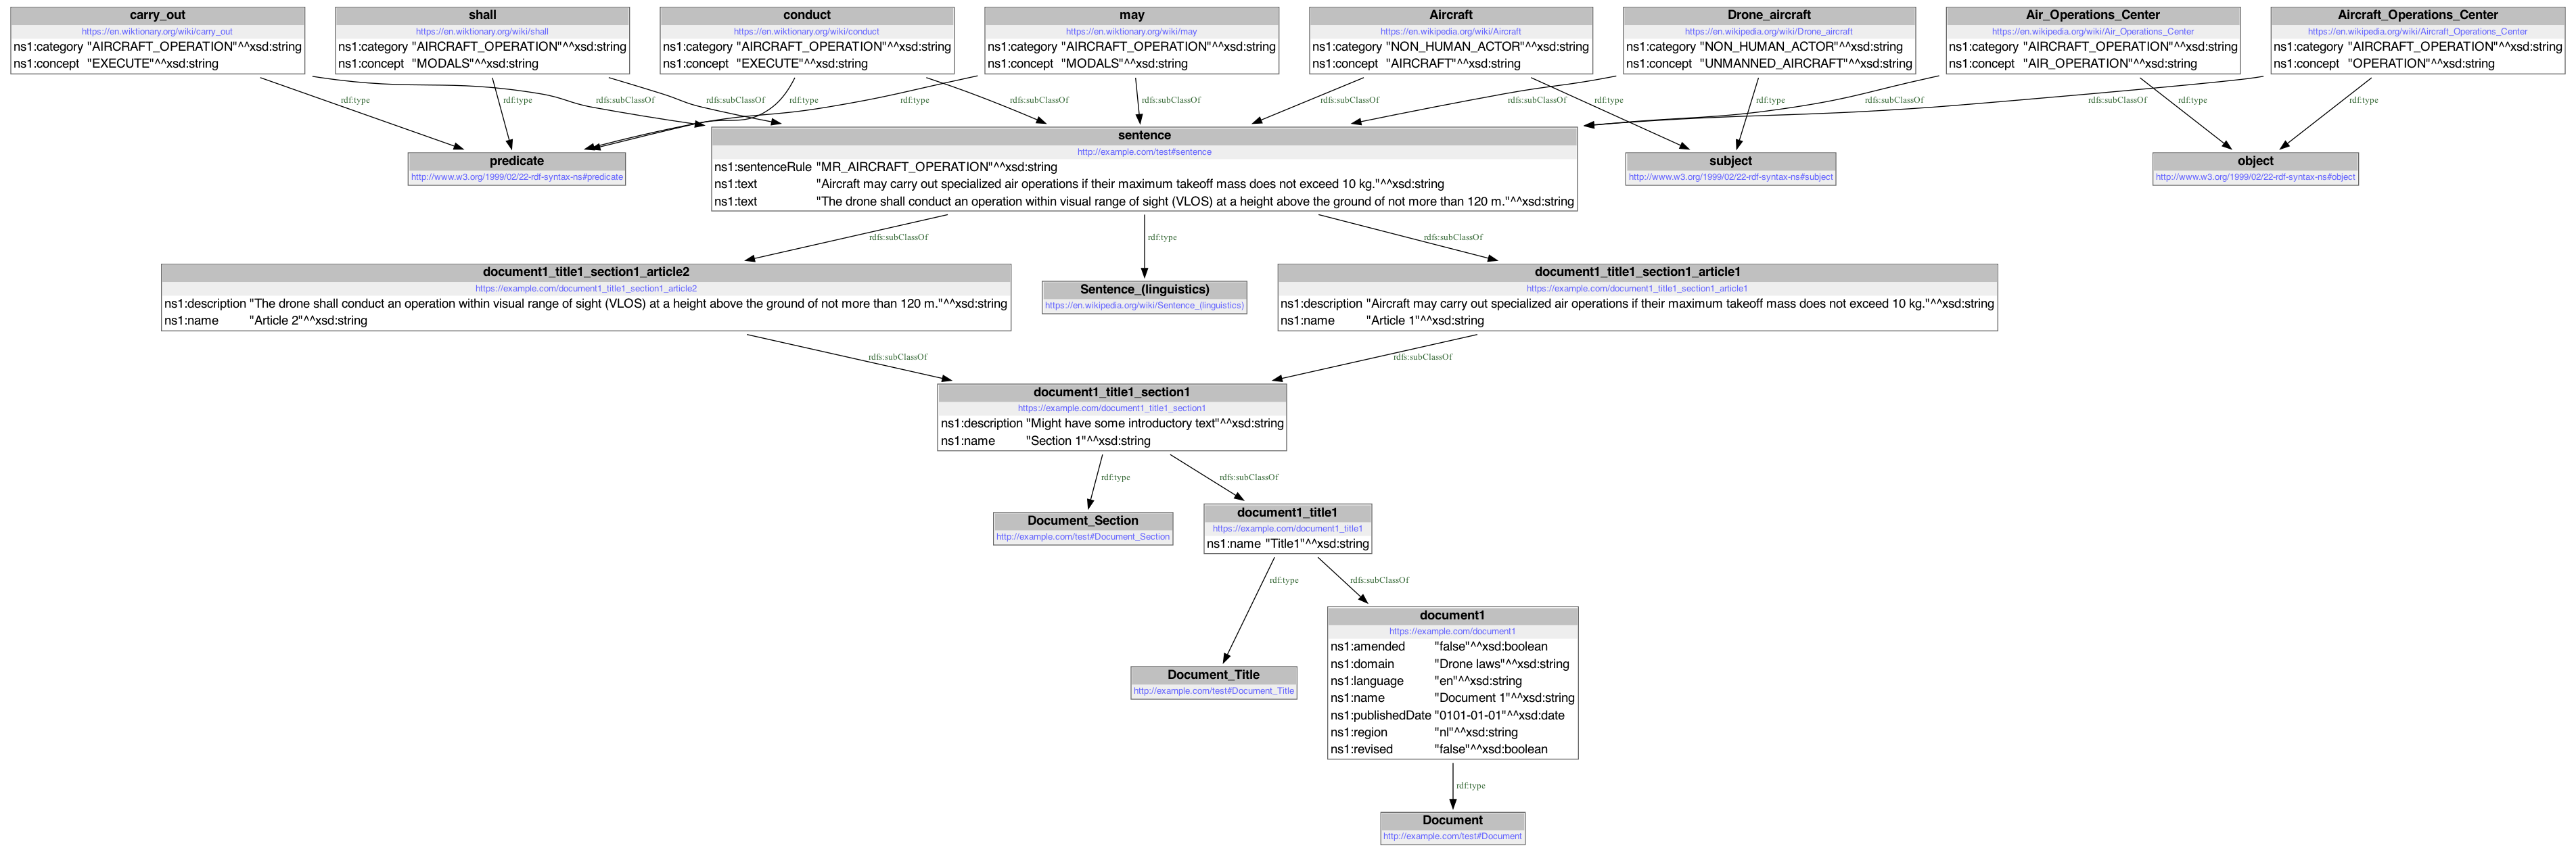 carry_out
https://en.wiktionary.org/wiki/carry_out
ns1:category "AIRCRAFT_OPERATION"^^xsd:string
ns1:concept "EXECUTE"^^xsd:string
shall
https://en.wiktionary.org/wiki/shall
ns1:category "AIRCRAFT_OPERATION"^^xsd:string
ns1:concept "MODALS"^^xsd:string
conduct
https://en.wiktionary.org/wiki/conduct
ns1:category "AIRCRAFT_OPERATION"^^xsd:string
ns1:concept "EXECUTE"^^xsd:string
may
https://en.wiktionary.org/wiki/may
ns1:category "AIRCRAFT_OPERATION"^^xsd:string
ns1:concept "MODALS"^^xsd:string
Aircraft
https://en.wikipedia.org/wiki/Aircraft
ns1:category "NON_HUMAN_ACTOR"^^xsd:string
ns1:concept "AIRCRAFT"^^xsd:string
Drone_aircraft
https://en.wikipedia.org/wiki/Drone_aircraft
ns1:category "NON_HUMAN_ACTOR"^^xsd:string
ns1:concept "UNMANNED_AIRCRAFT"^^xsd:string
Air_Operations_Center
https://en.wikipedia.org/wiki/Air_Operations_Center
ns1:category "AIRCRAFT_OPERATION"^^xsd:string
ns1:concept "AIR_OPERATION"^^xsd:string
Aircraft_Operations_Center
https://en.wikipedia.org/wiki/Aircraft_Operations_Center
ns1:category "AIRCRAFT_OPERATION"^^xsd:string
ns1:concept "OPERATION"^^xsd:string
rdf:type
rdf:type
rdfs:subClassOf
rdfs:subClassOf
rdf:type
rdf:type
rdfs:subClassOf
rdfs:subClassOf
rdfs:subClassOf
rdfs:subClassOf
rdf:type
rdf:type
rdfs:subClassOf
rdfs:subClassOf
rdf:type
rdf:type
predicate
http://www.w3.org/1999/02/22-rdf-syntax-ns#predicate
sentence
http://example.com/test#sentence
ns1:sentenceRule "MR_AIRCRAFT_OPERATION"^^xsd:string
ns1:text "Aircraft may carry out specialized air operations if their maximum takeoff mass does not exceed 10 kg."^^xsd:string
ns1:text "The drone shall conduct an operation within visual range of sight (VLOS) at a height above the ground of not more than 120 m."^^xsd:string
subject
http://www.w3.org/1999/02/22-rdf-syntax-ns#subject
object
http://www.w3.org/1999/02/22-rdf-syntax-ns#object
rdfs:subClassOf
rdf:type
rdfs:subClassOf
document1_title1_section1_article2
https://example.com/document1_title1_section1_article2
ns1:description "The drone shall conduct an operation within visual range of sight (VLOS) at a height above the ground of not more than 120 m."^^xsd:string
ns1:name "Article 2"^^xsd:string
Sentence_(linguistics)
https://en.wikipedia.org/wiki/Sentence_(linguistics)
document1_title1_section1_article1
https://example.com/document1_title1_section1_article1
ns1:description "Aircraft may carry out specialized air operations if their maximum takeoff mass does not exceed 10 kg."^^xsd:string
ns1:name "Article 1"^^xsd:string
rdfs:subClassOf
rdfs:subClassOf
document1_title1_section1
https://example.com/document1_title1_section1
ns1:description "Might have some introductory text"^^xsd:string
ns1:name "Section 1"^^xsd:string
rdf:type
rdfs:subClassOf
Document_Section
http://example.com/test#Document_Section
document1_title1
https://example.com/document1_title1
ns1:name "Title1"^^xsd:string
rdf:type
rdfs:subClassOf
Document_Title
http://example.com/test#Document_Title
document1
https://example.com/document1
ns1:amended "false"^^xsd:boolean
ns1:domain "Drone laws"^^xsd:string
ns1:language "en"^^xsd:string
ns1:name "Document 1"^^xsd:string
ns1:publishedDate "0101-01-01"^^xsd:date
ns1:region "nl"^^xsd:string
ns1:revised "false"^^xsd:boolean
rdf:type
Document
http://example.com/test#Document